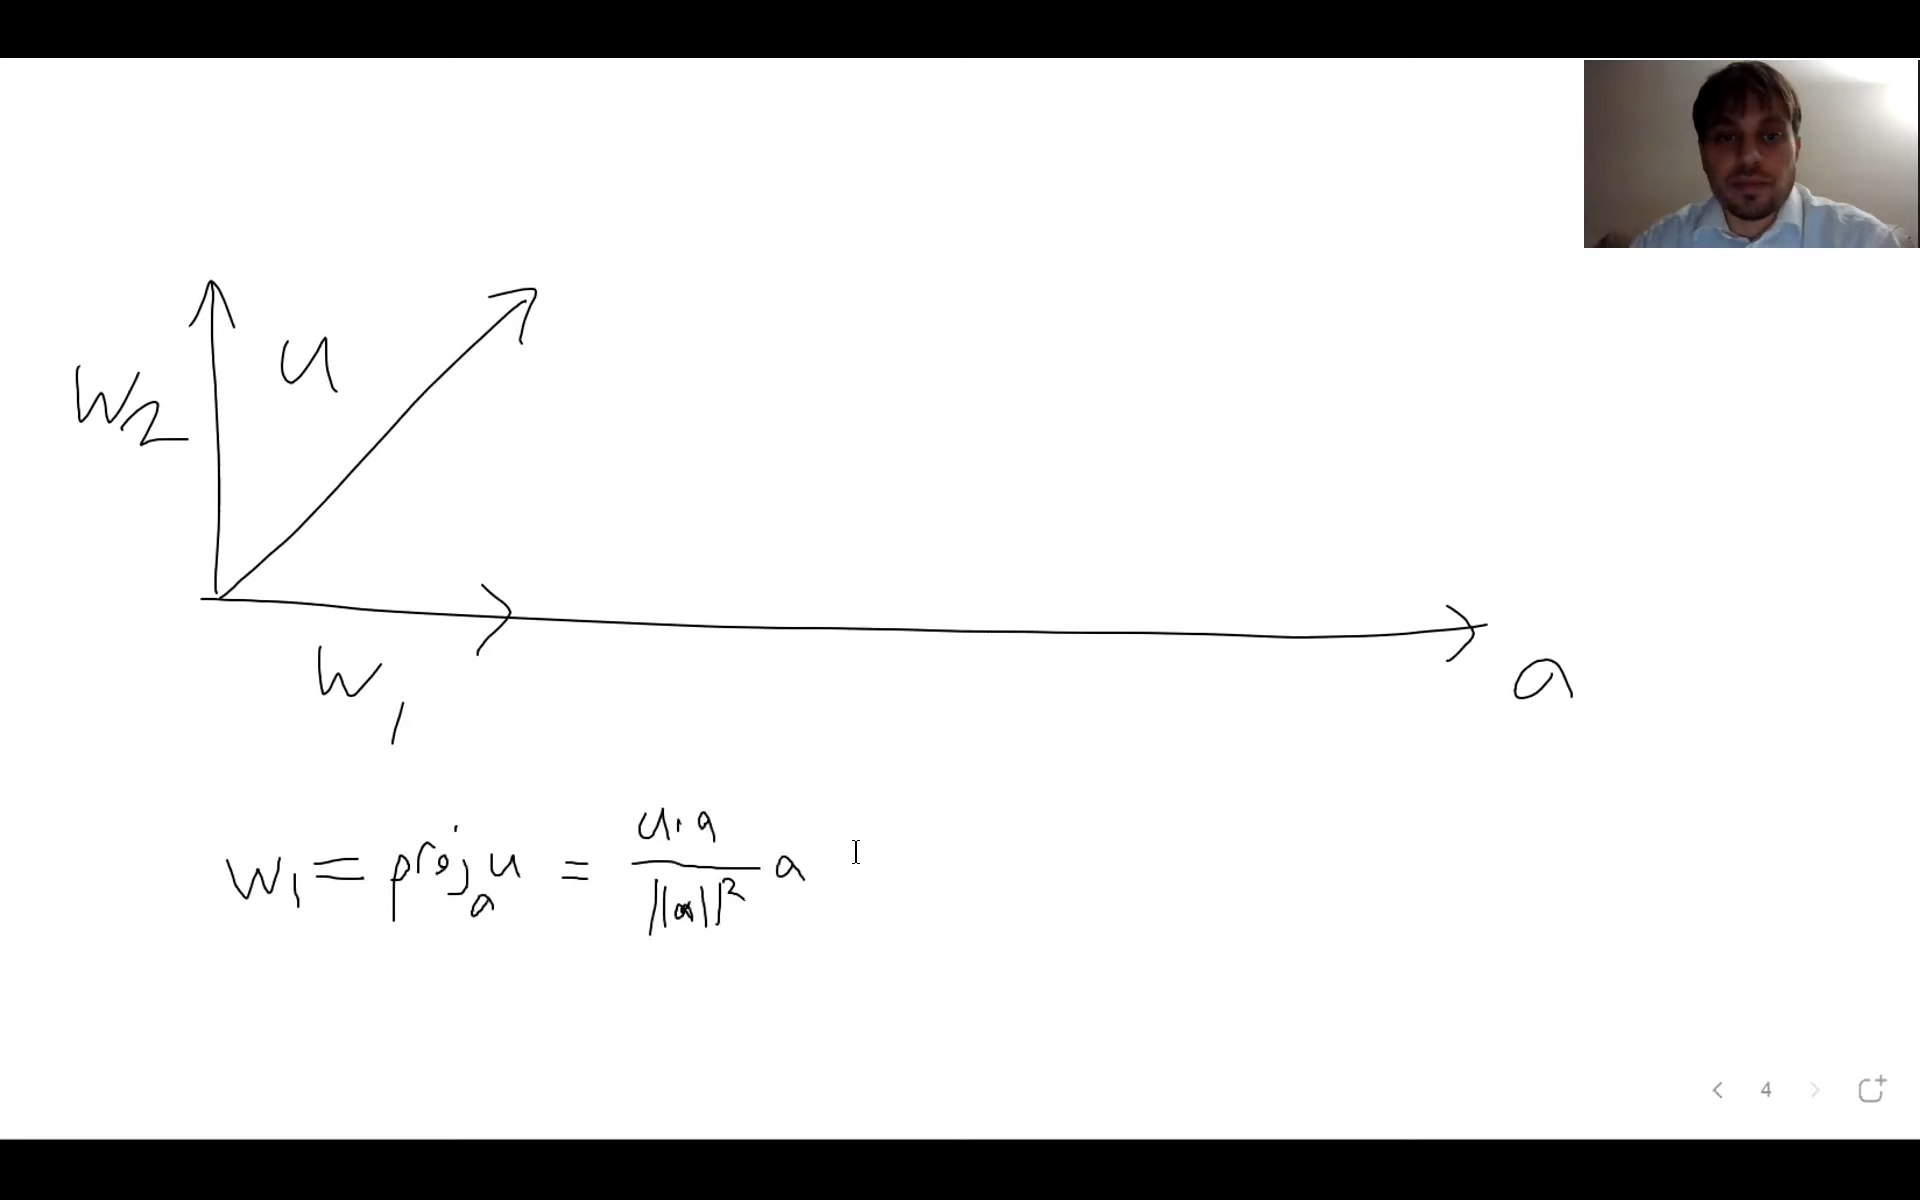 u
W2
W1
a
W1 = proj_a u = u·a / ||a||² a
4